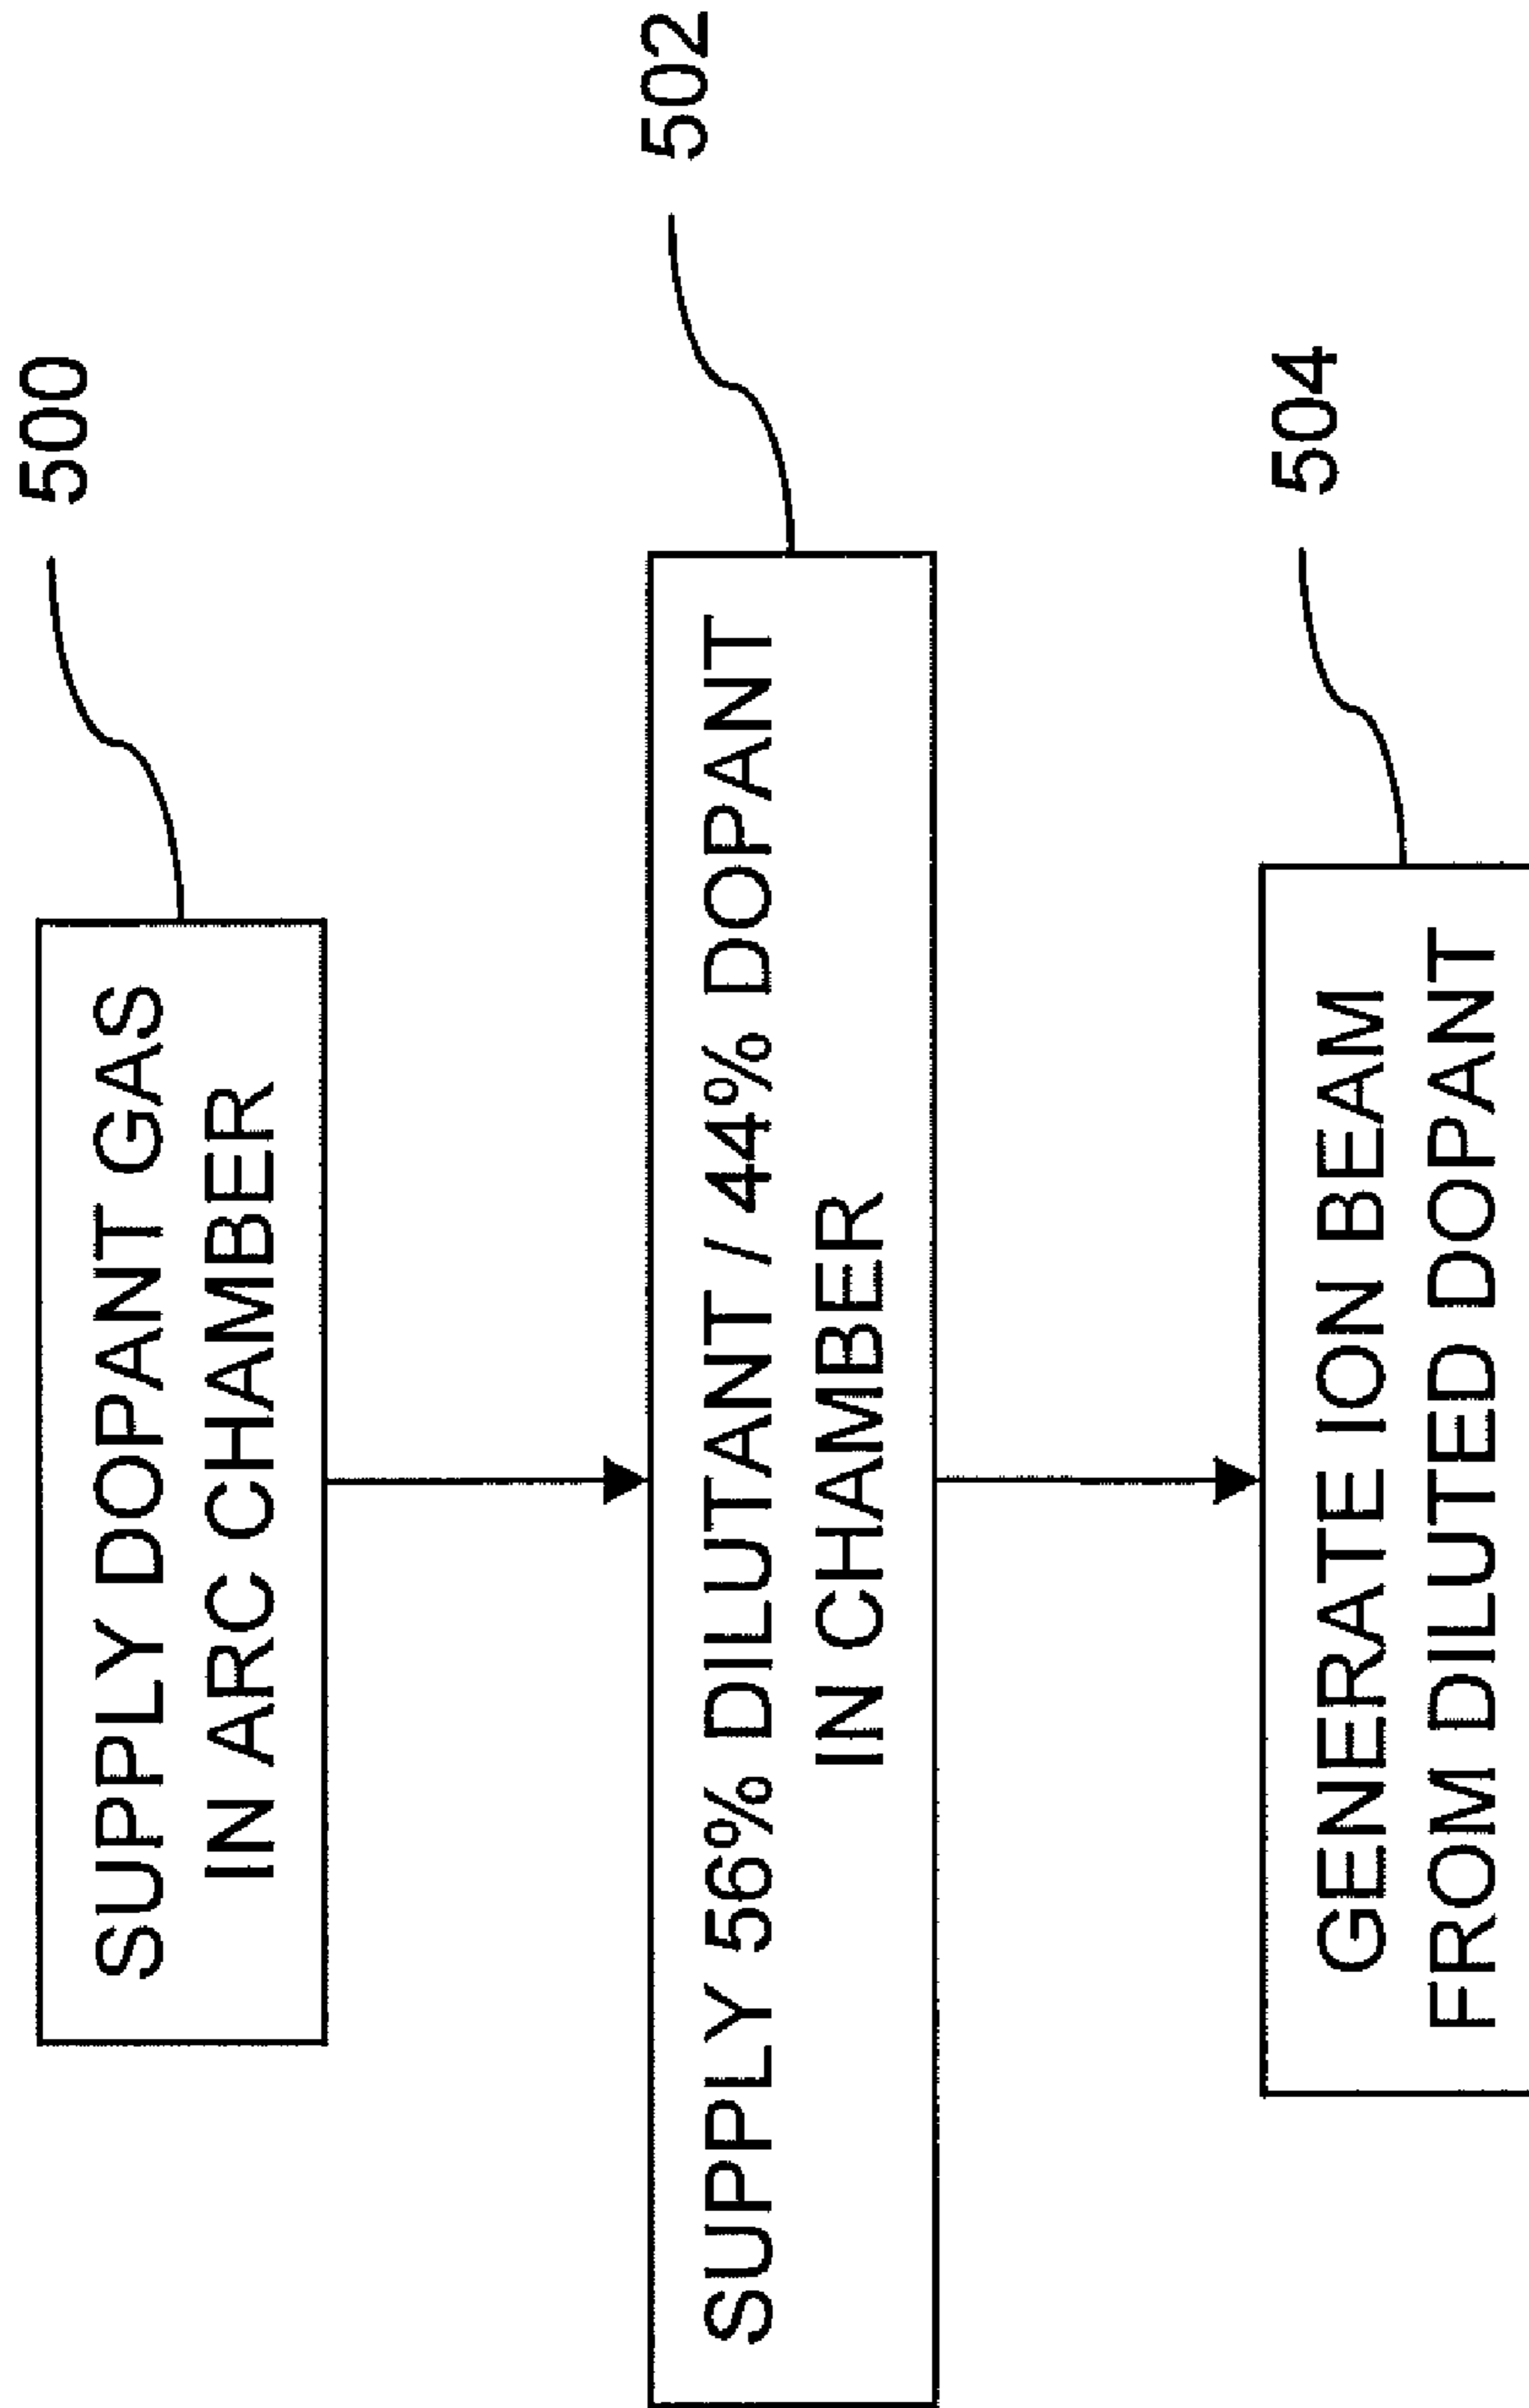 500
SUPPLY DOPANT GAS
IN ARC CHAMBER
502
SUPPLY 56% DILUTANT / 44% DOPANT
IN CHAMBER
504
GENERATE ION BEAM
FROM DILUTED DOPANT